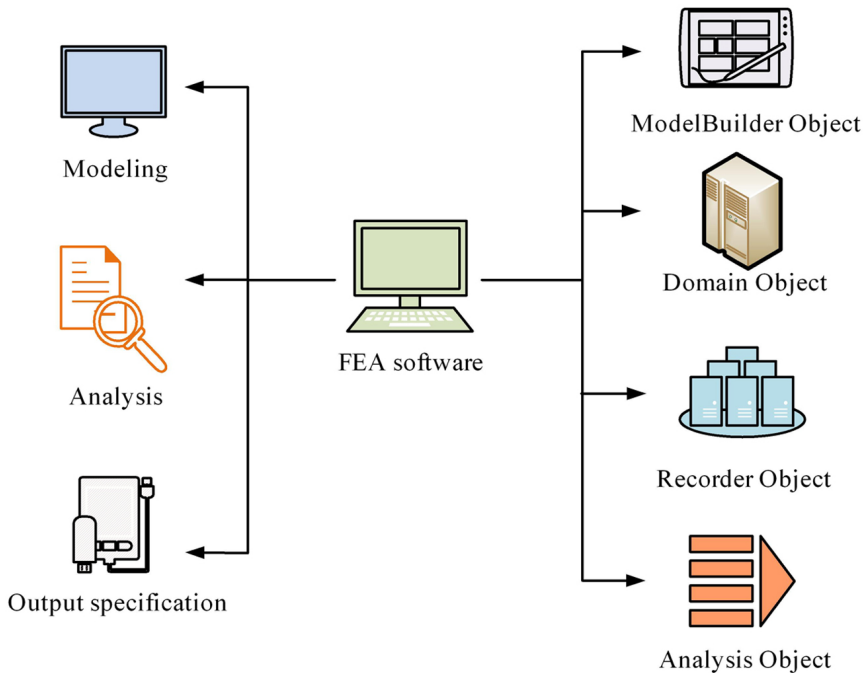 Modeling
Analysis
Output specification
FEA software
ModelBuilder Object
Domain Object
Recorder Object
Analysis Object